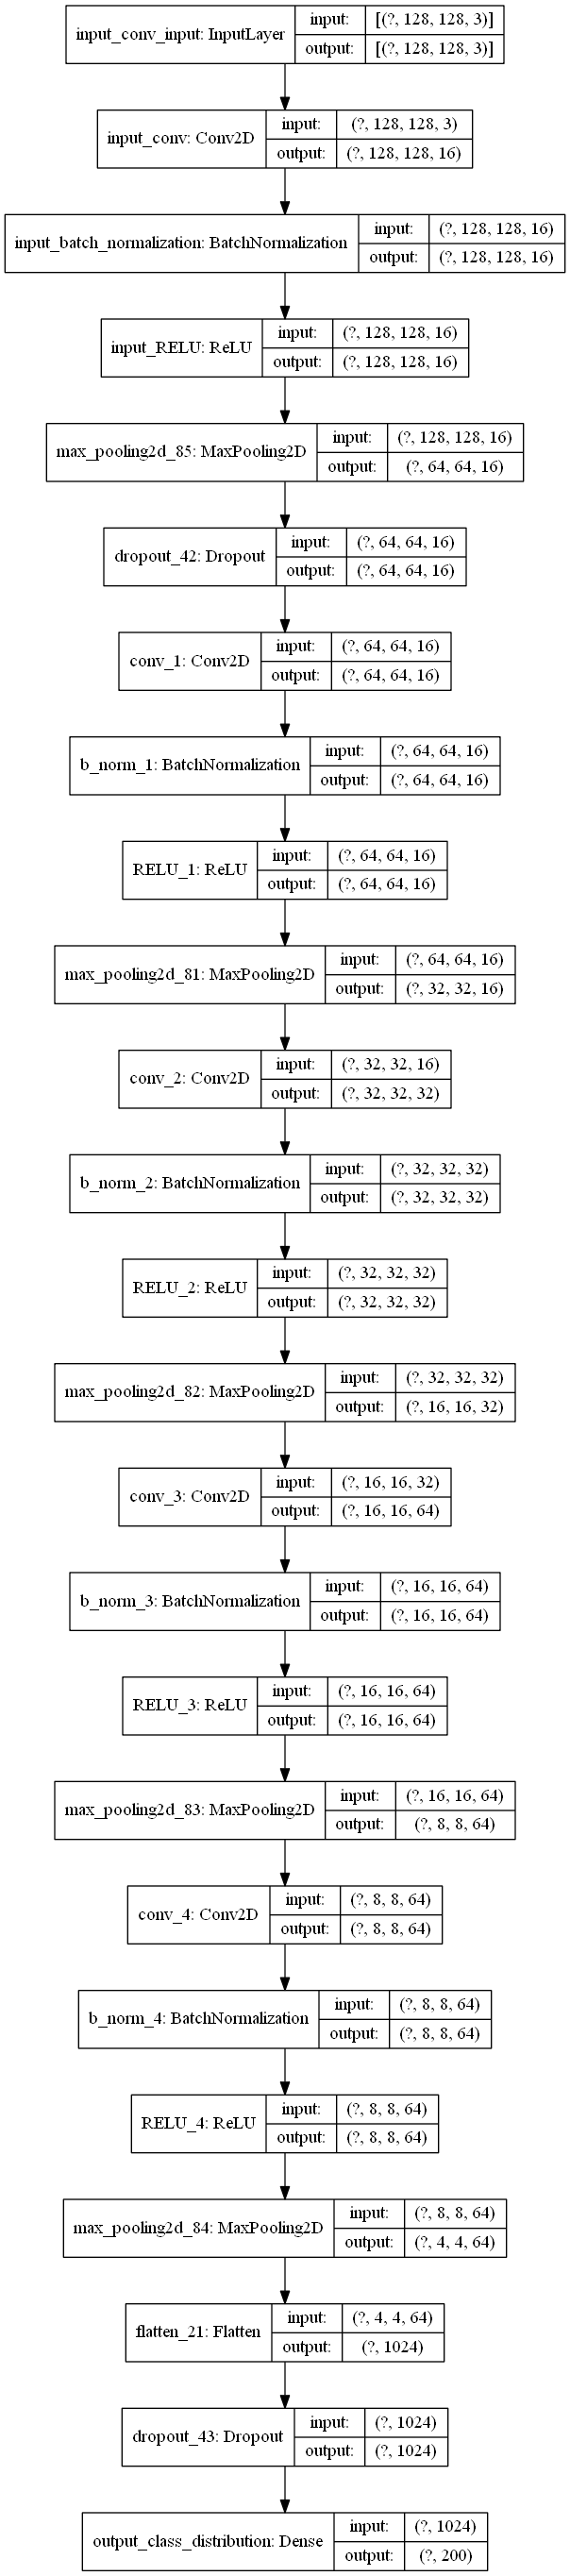 input_conv_input: InputLayer input: [(?, 128, 128, 3)]
output: [(?, 128, 128, 3)]
input_conv: Conv2D input: (?, 128, 128, 3)
output: (?, 128, 128, 16)
input_batch_normalization: BatchNormalization input: (?, 128, 128, 16)
output: (?, 128, 128, 16)
input_RELU: ReLU input: (?, 128, 128, 16)
output: (?, 128, 128, 16)
max_pooling2d_85: MaxPooling2D input: (?, 128, 128, 16)
output: (?, 64, 64, 16)
dropout_42: Dropout input: (?, 64, 64, 16)
output: (?, 64, 64, 16)
conv_1: Conv2D input: (?, 64, 64, 16)
output: (?, 64, 64, 16)
b_norm_1: BatchNormalization input: (?, 64, 64, 16)
output: (?, 64, 64, 16)
RELU_1: ReLU input: (?, 64, 64, 16)
output: (?, 64, 64, 16)
max_pooling2d_81: MaxPooling2D input: (?, 64, 64, 16)
output: (?, 32, 32, 16)
conv_2: Conv2D input: (?, 32, 32, 16)
output: (?, 32, 32, 32)
b_norm_2: BatchNormalization input: (?, 32, 32, 32)
output: (?, 32, 32, 32)
RELU_2: ReLU input: (?, 32, 32, 32)
output: (?, 32, 32, 32)
max_pooling2d_82: MaxPooling2D input: (?, 32, 32, 32)
output: (?, 16, 16, 32)
conv_3: Conv2D input: (?, 16, 16, 32)
output: (?, 16, 16, 64)
b_norm_3: BatchNormalization input: (?, 16, 16, 64)
output: (?, 16, 16, 64)
RELU_3: ReLU input: (?, 16, 16, 64)
output: (?, 16, 16, 64)
max_pooling2d_83: MaxPooling2D input: (?, 16, 16, 64)
output: (?, 8, 8, 64)
conv_4: Conv2D input: (?, 8, 8, 64)
output: (?, 8, 8, 64)
b_norm_4: BatchNormalization input: (?, 8, 8, 64)
output: (?, 8, 8, 64)
RELU_4: ReLU input: (?, 8, 8, 64)
output: (?, 8, 8, 64)
max_pooling2d_84: MaxPooling2D input: (?, 8, 8, 64)
output: (?, 4, 4, 64)
flatten_21: Flatten input: (?, 4, 4, 64)
output: (?, 1024)
dropout_43: Dropout input: (?, 1024)
output: (?, 1024)
output_class_distribution: Dense input: (?, 1024)
output: (?, 200)